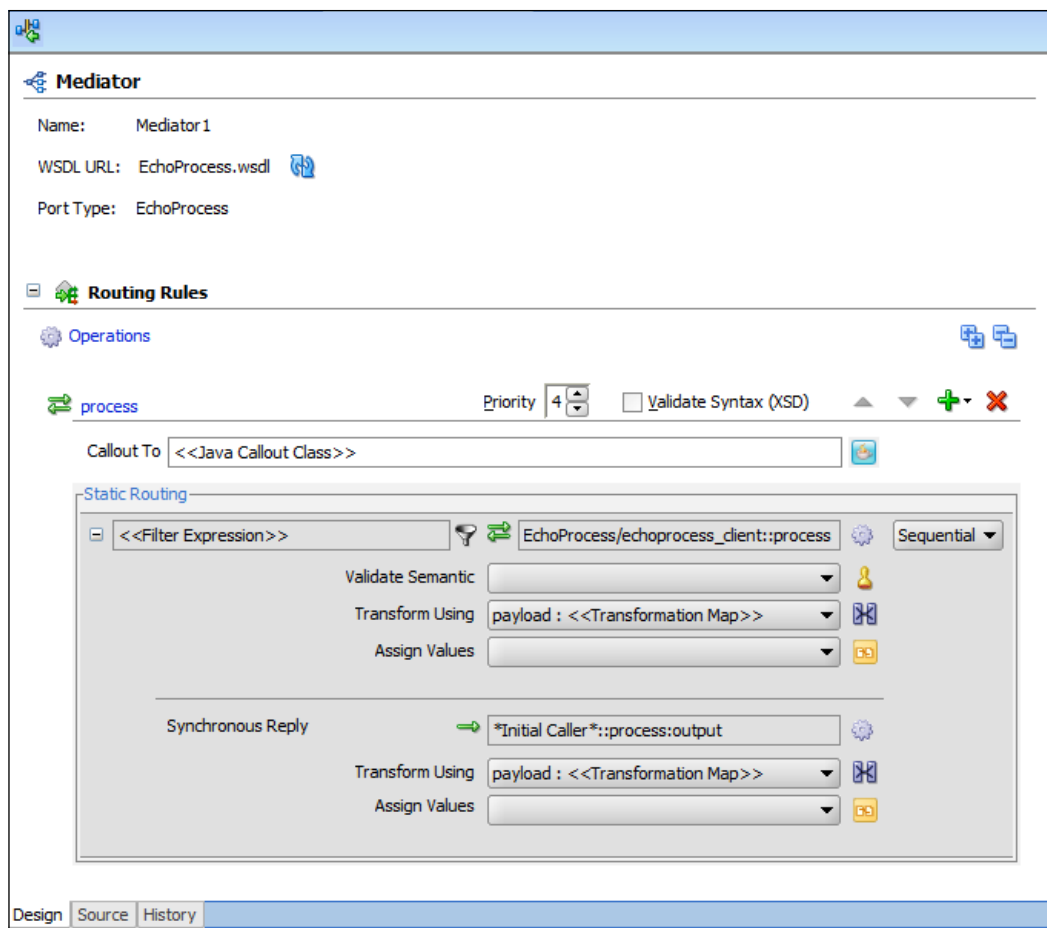 Mediator
Name: Mediator1
WSDL URL: EchoProcess.wsdl
Port Type: EchoProcess
Routing Rules
Operations
process Priority 4 Validate Syntax (XSD)
Callout To <<Java Callout Class>>
Static Routing
<<Filter Expression>> EchoProcess/echoprocess_client::process Sequential
Validate Semantic
Transform Using payload : <<Transformation Map>>
Assign Values
Synchronous Reply *Initial Caller*::process:output
Transform Using payload : <<Transformation Map>>
Assign Values
Design Source History